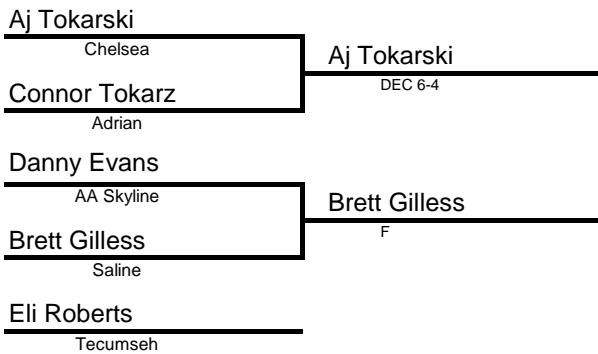 Aj Tokarski
Chelsea
Aj Tokarski
DEC 6-4
Connor Tokarz
Adrian
Danny Evans
AA Skyline
Brett Gilless
F
Brett Gilless
Saline
Eli Roberts
Tecumseh